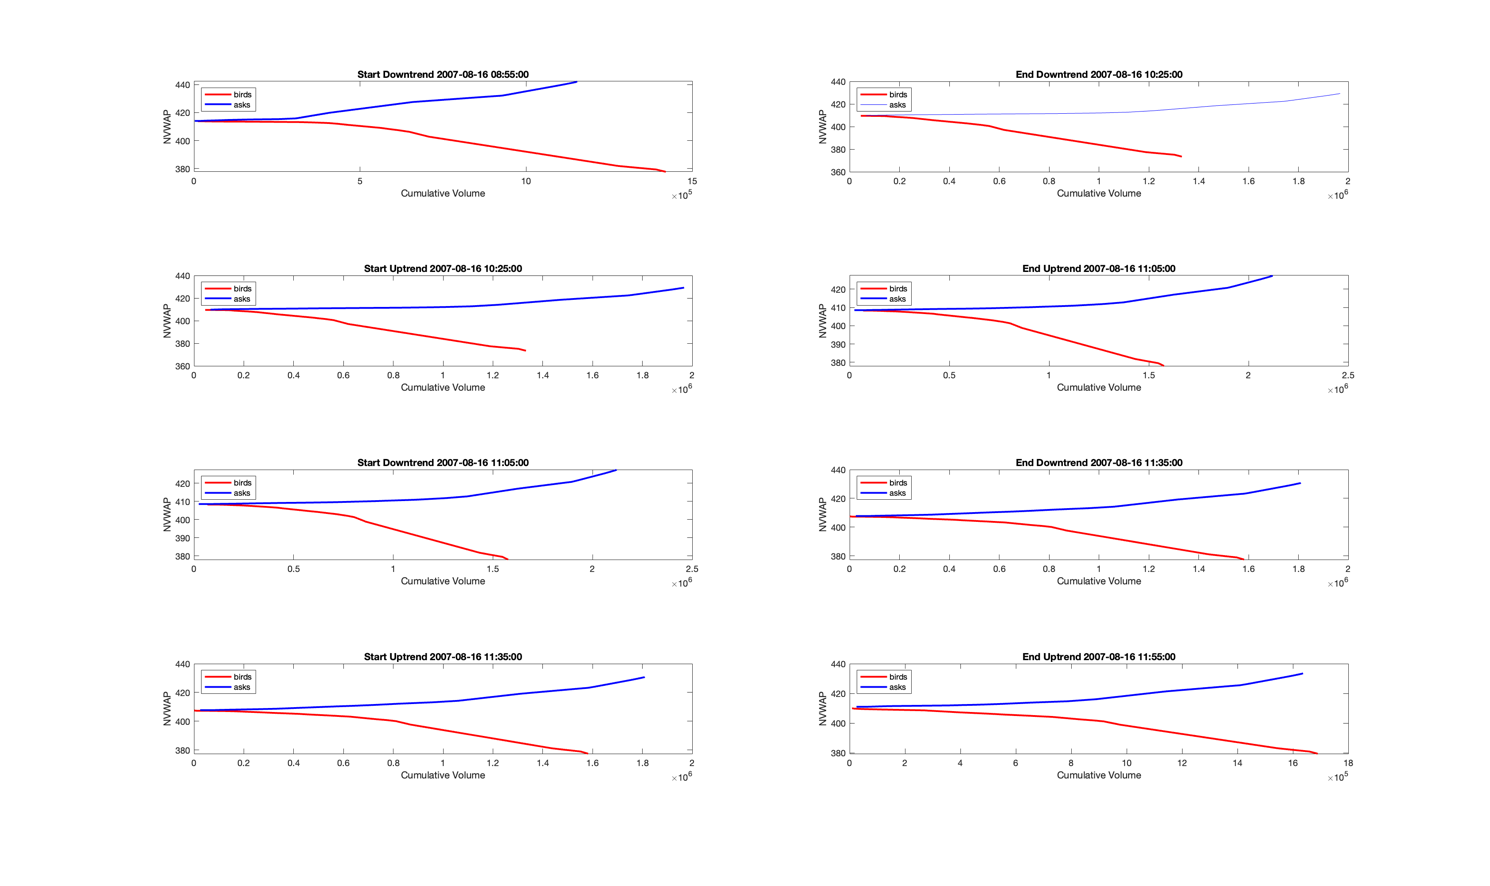 Start Downtrend 2007-08-16 08:55:00
440
420
400
380
NVWAP
birds
asks
0 5 10 15
Cumulative Volume
×10^5
End Downtrend 2007-08-16 10:25:00
440
420
400
380
360
NVWAP
birds
asks
0 0.2 0.4 0.6 0.8 1 1.2 1.4 1.6 1.8 2
Cumulative Volume
×10^6
Start Uptrend 2007-08-16 10:25:00
440
420
400
380
360
NVWAP
birds
asks
0 0.2 0.4 0.6 0.8 1 1.2 1.4 1.6 1.8 2
Cumulative Volume
×10^6
End Uptrend 2007-08-16 11:05:00
420
410
400
390
380
NVWAP
birds
asks
0 0.5 1 1.5 2 2.5
Cumulative Volume
×10^6
Start Downtrend 2007-08-16 11:05:00
420
410
400
390
380
NVWAP
birds
asks
0 0.5 1 1.5 2 2.5
Cumulative Volume
×10^6
End Downtrend 2007-08-16 11:35:00
440
420
400
380
NVWAP
birds
asks
0 0.2 0.4 0.6 0.8 1 1.2 1.4 1.6 1.8 2
Cumulative Volume
×10^6
Start Uptrend 2007-08-16 11:35:00
440
420
400
380
NVWAP
birds
asks
0 0.2 0.4 0.6 0.8 1 1.2 1.4 1.6 1.8 2
Cumulative Volume
×10^6
End Uptrend 2007-08-16 11:55:00
440
420
400
380
NVWAP
birds
asks
0 2 4 6 8 10 12 14 16 18
Cumulative Volume
×10^5